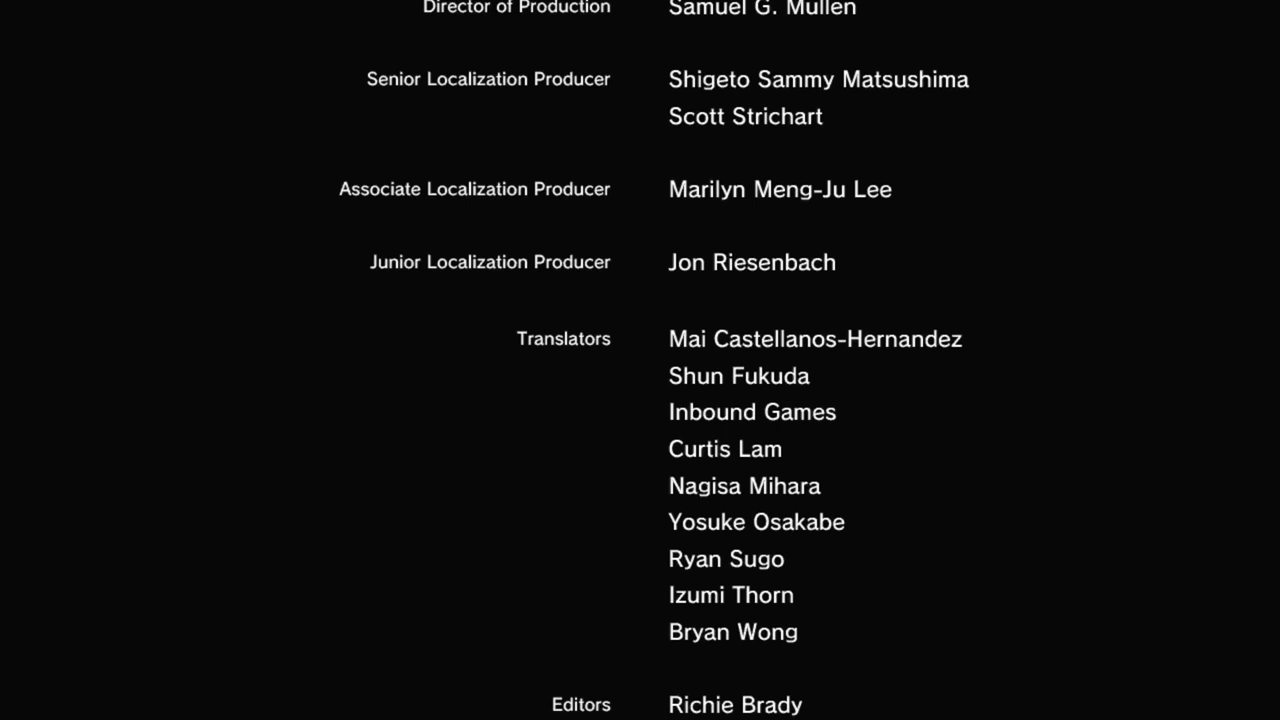 Director of Production Samuel G. Mullen
Senior Localization Producer Shigeto Sammy Matsushima
Scott Strichart
Associate Localization Producer Marilyn Meng-Ju Lee
Junior Localization Producer Jon Riesenbach
Translators Mai Castellanos-Hernandez
Shun Fukuda
Inbound Games
Curtis Lam
Nagisa Mihara
Yosuke Osakabe
Ryan Sugo
Izumi Thorn
Bryan Wong
Editors Richie Brady